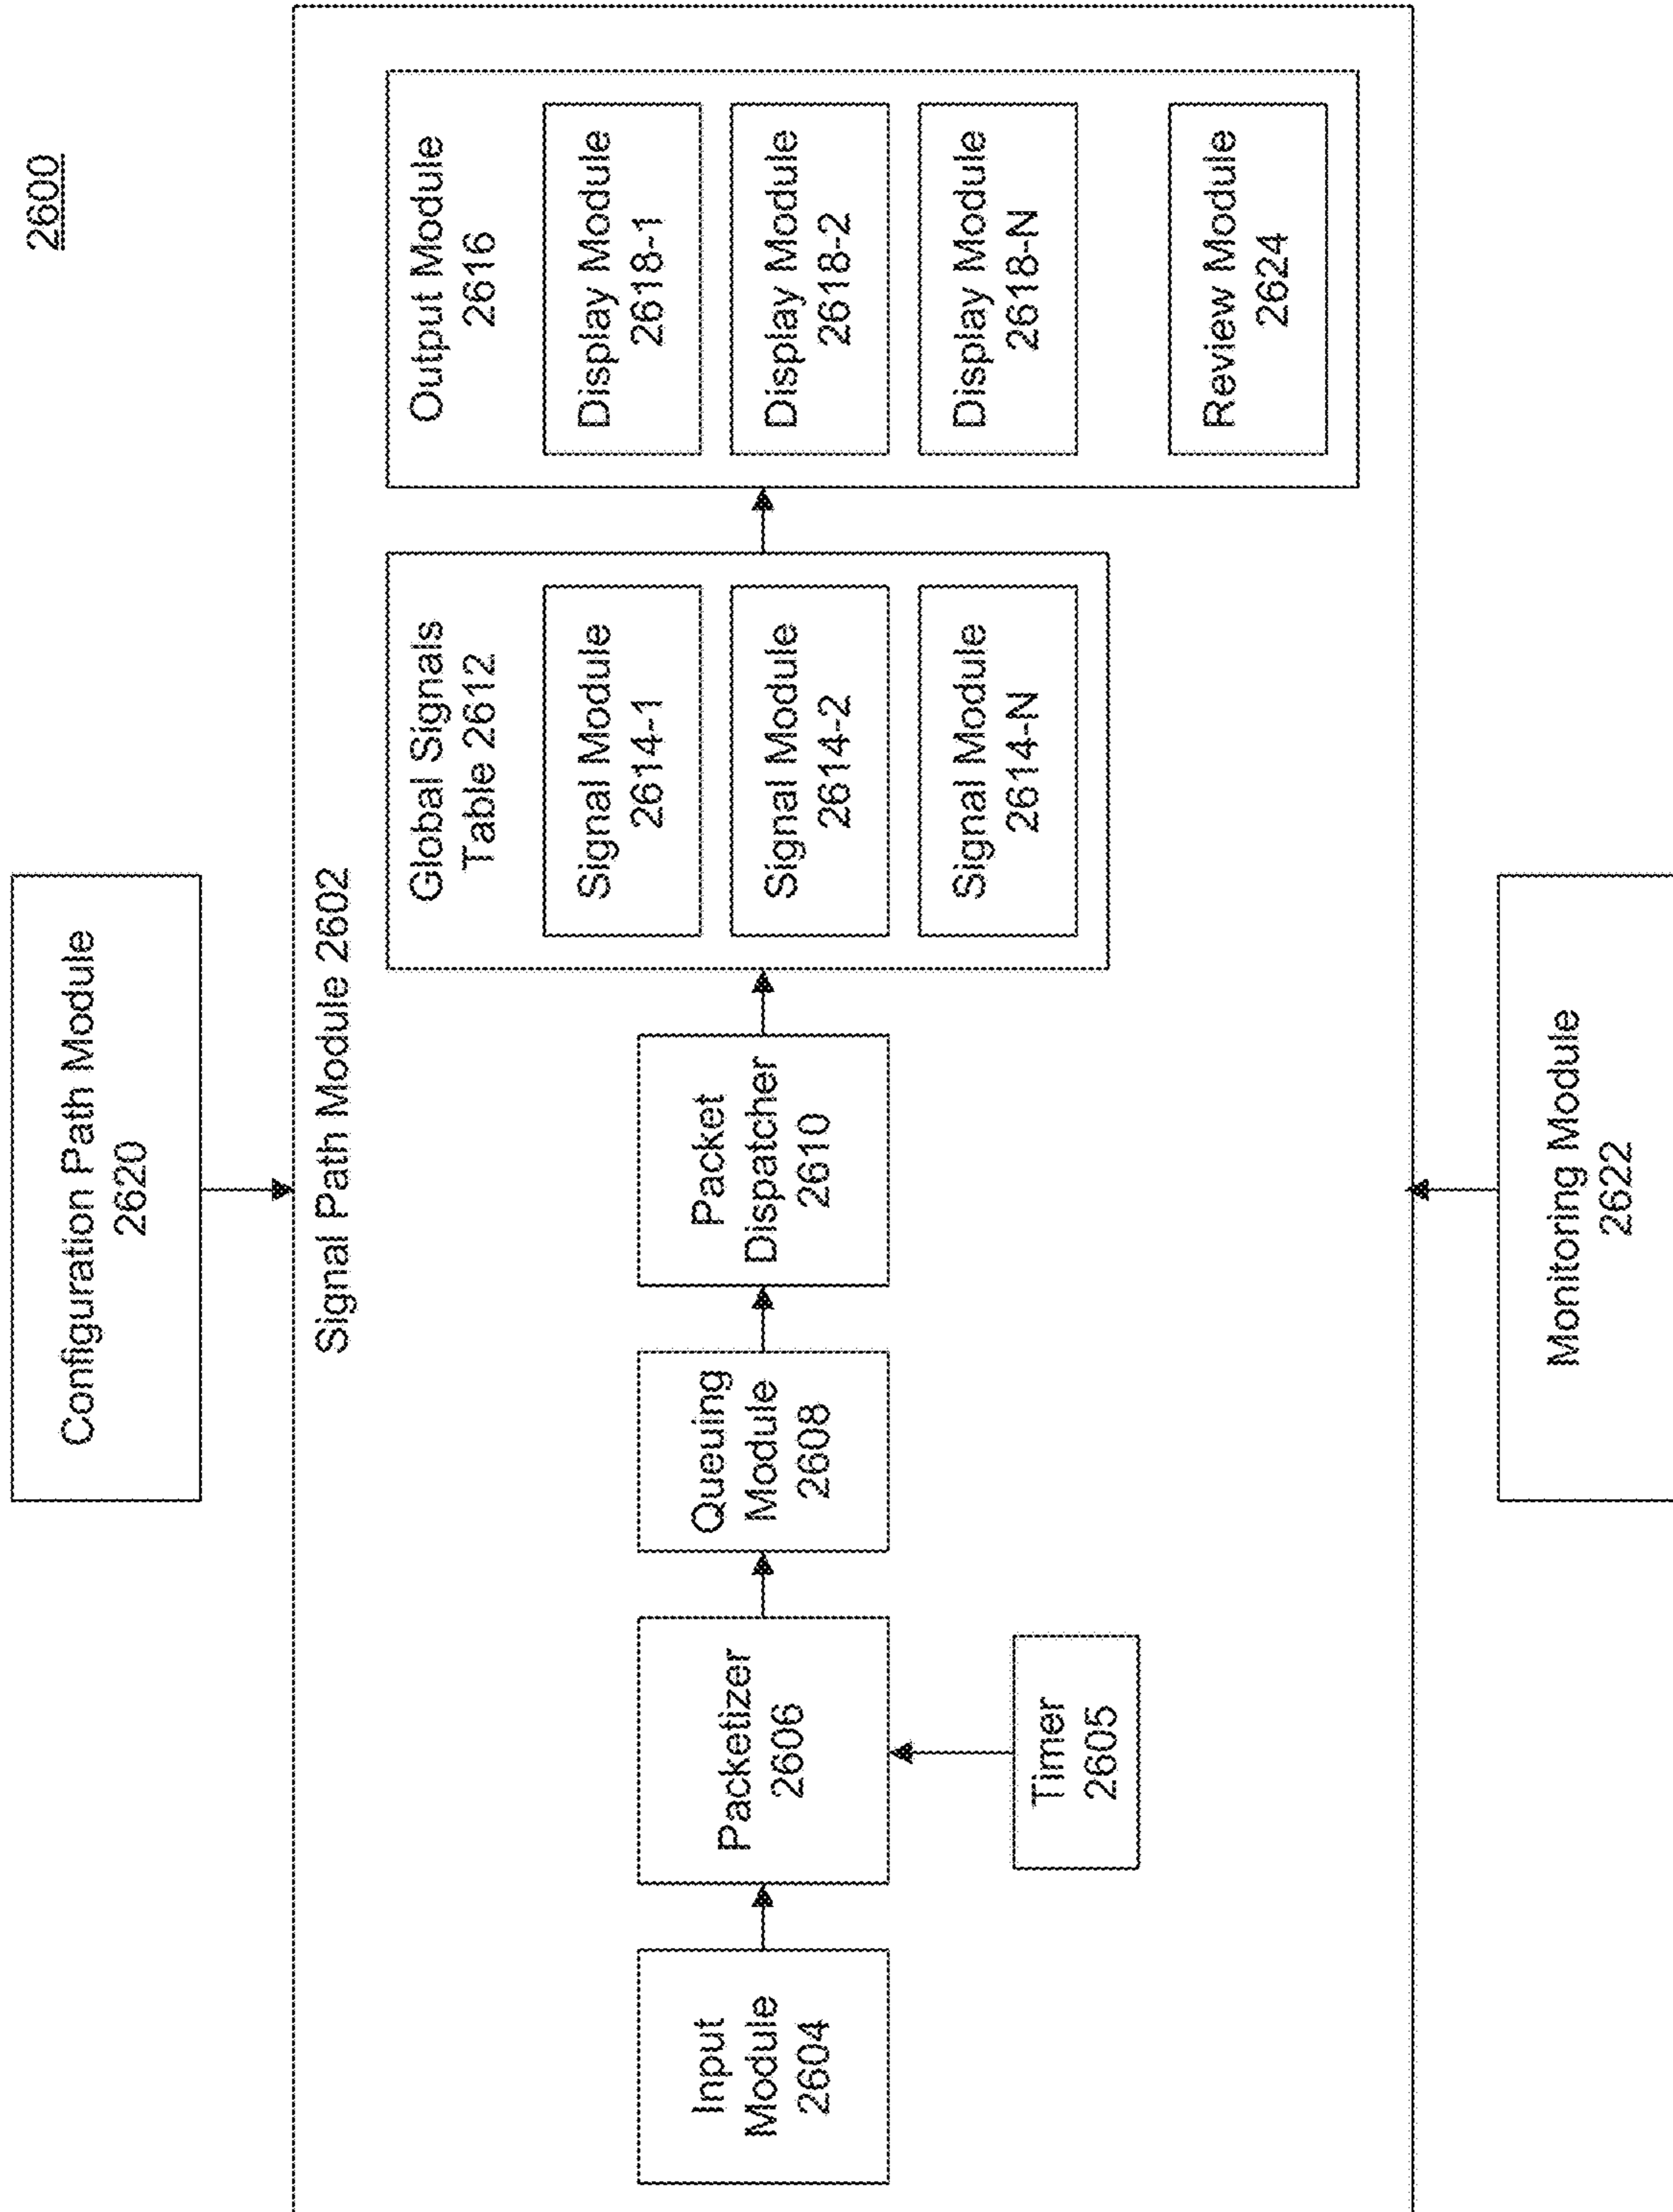 2600
Configuration Path Module
2620
Signal Path Module 2602
Input
Module
2604
Packetizer
2606
Timer
2605
Queuing
Module
2608
Packet
Dispatcher
2610
Global Signals
Table 2612
Signal Module
2614-1
Signal Module
2614-2
Signal Module
2614-N
Output Module
2616
Display Module
2618-1
Display Module
2618-2
Display Module
2618-N
Review Module
2624
Monitoring Module
2622